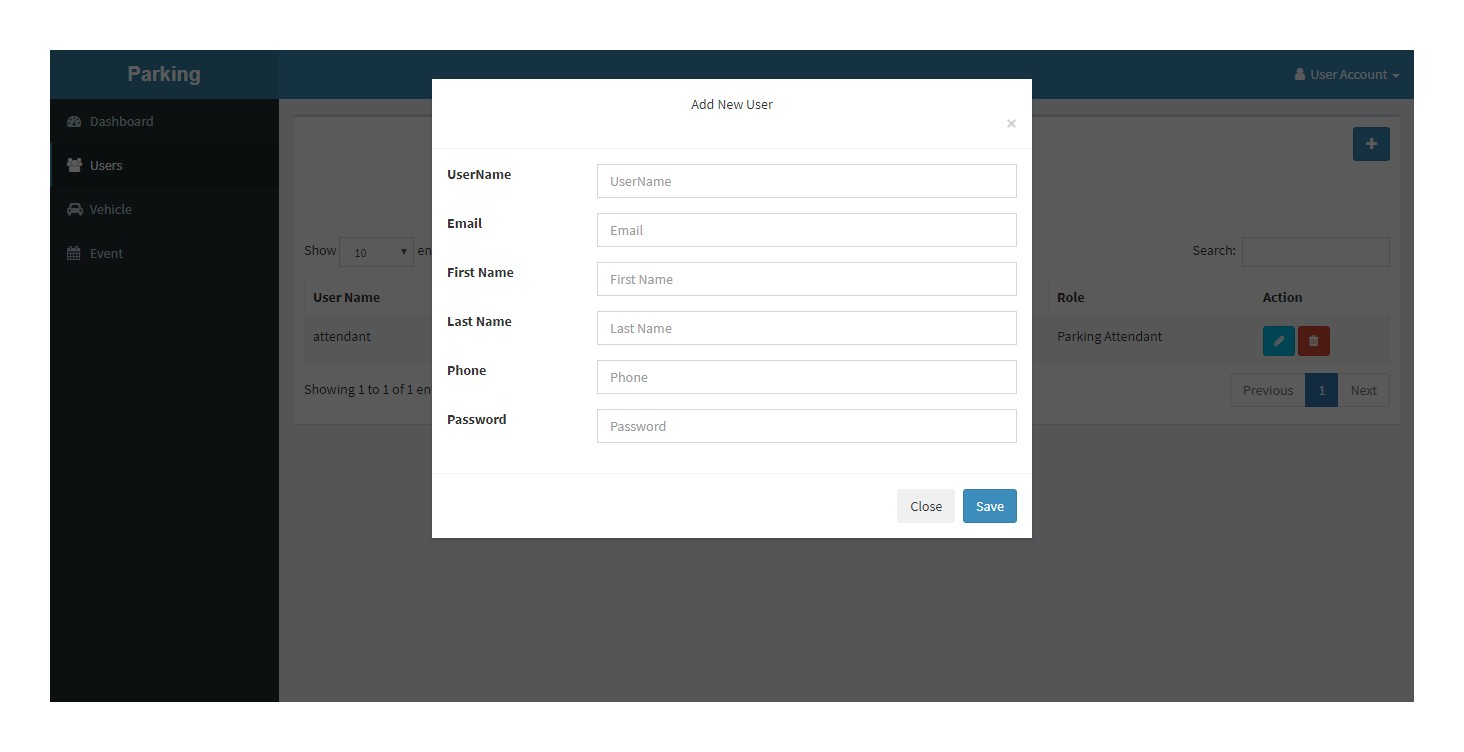 Parking
User Account
Dashboard
Users
Vehicle
Event
Add New User
×
UserName
UserName
Email
Email
First Name
First Name
Last Name
Last Name
Phone
Phone
Password
Password
Close Save
Show 10 en
Search:
User Name Role Action
attendant Parking Attendant
Showing 1 to 1 of 1 en
Previous 1 Next